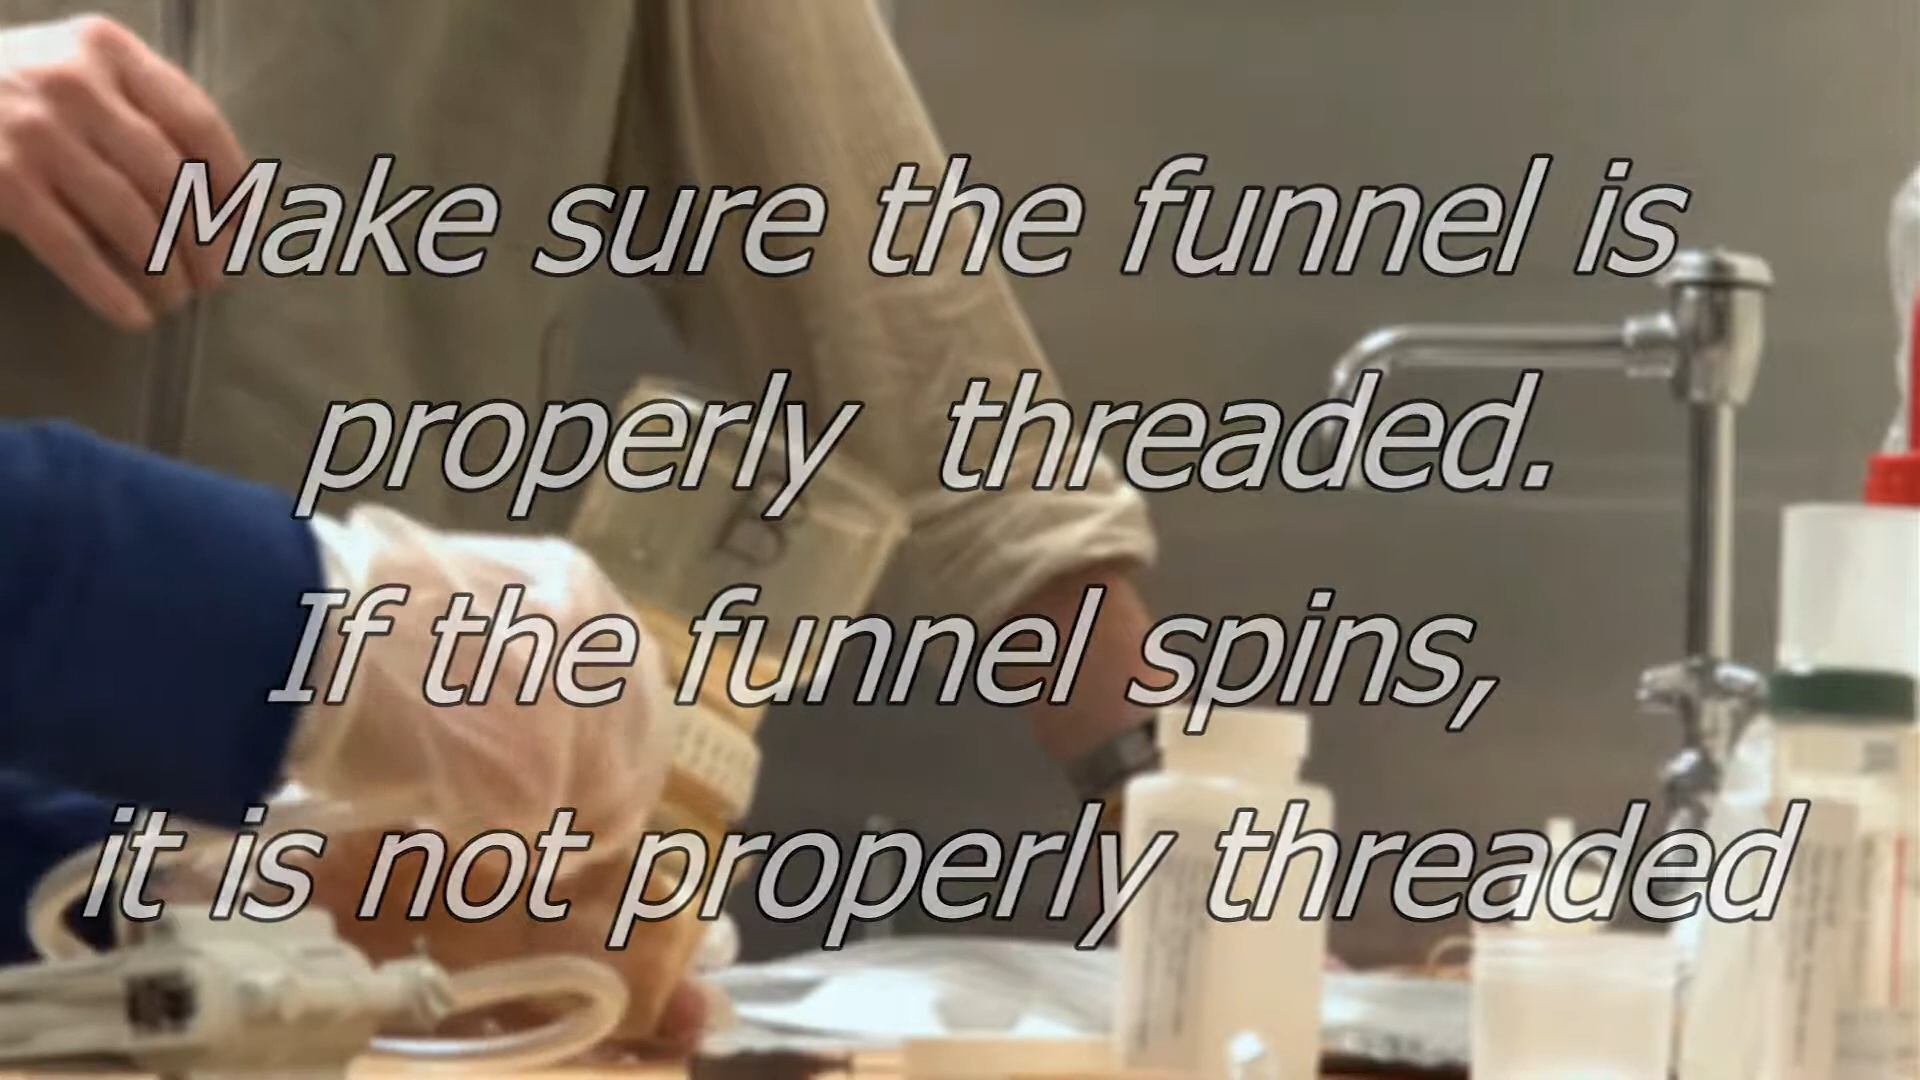 Make sure the funnel is
properly  threaded.
If the funnel spins,
it is not properly threaded
B